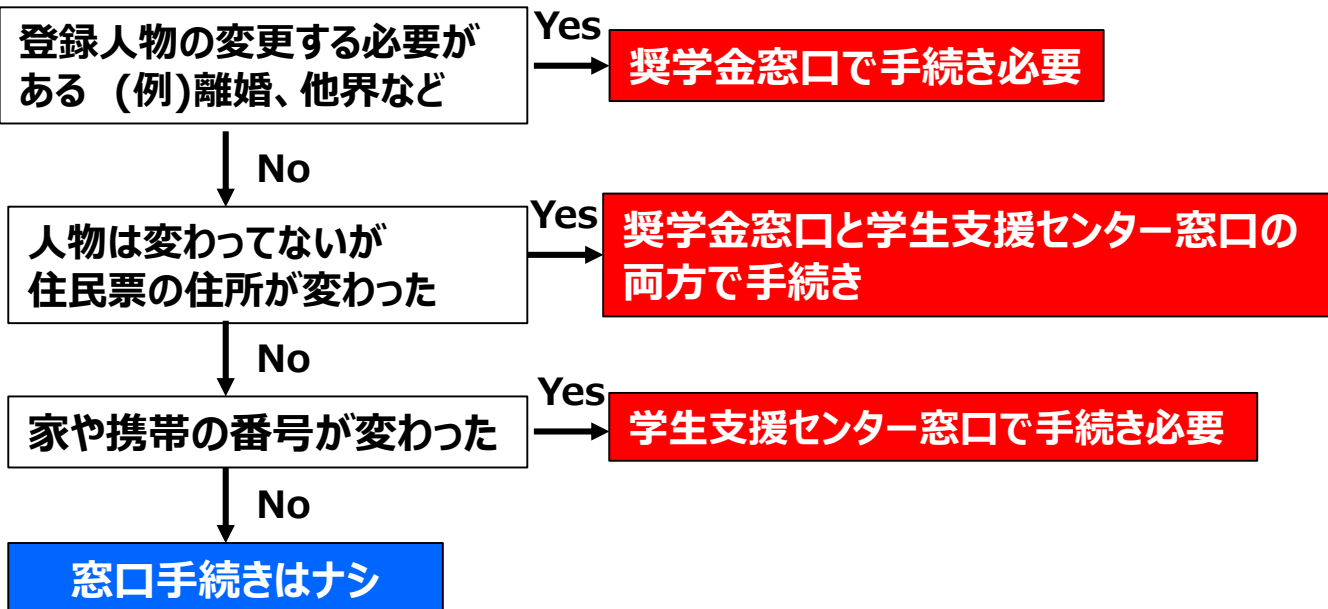 登録人物の変更する必要が
ある (例)離婚、他界など
Yes
奨学金窓口で手続き必要
No
人物は変わってないが
住民票の住所が変わった
Yes
奨学金窓口と学生支援センター窓口の
両方で手続き
No
家や携帯の番号が変わった
Yes
学生支援センター窓口で手続き必要
No
窓口手続きはナシ